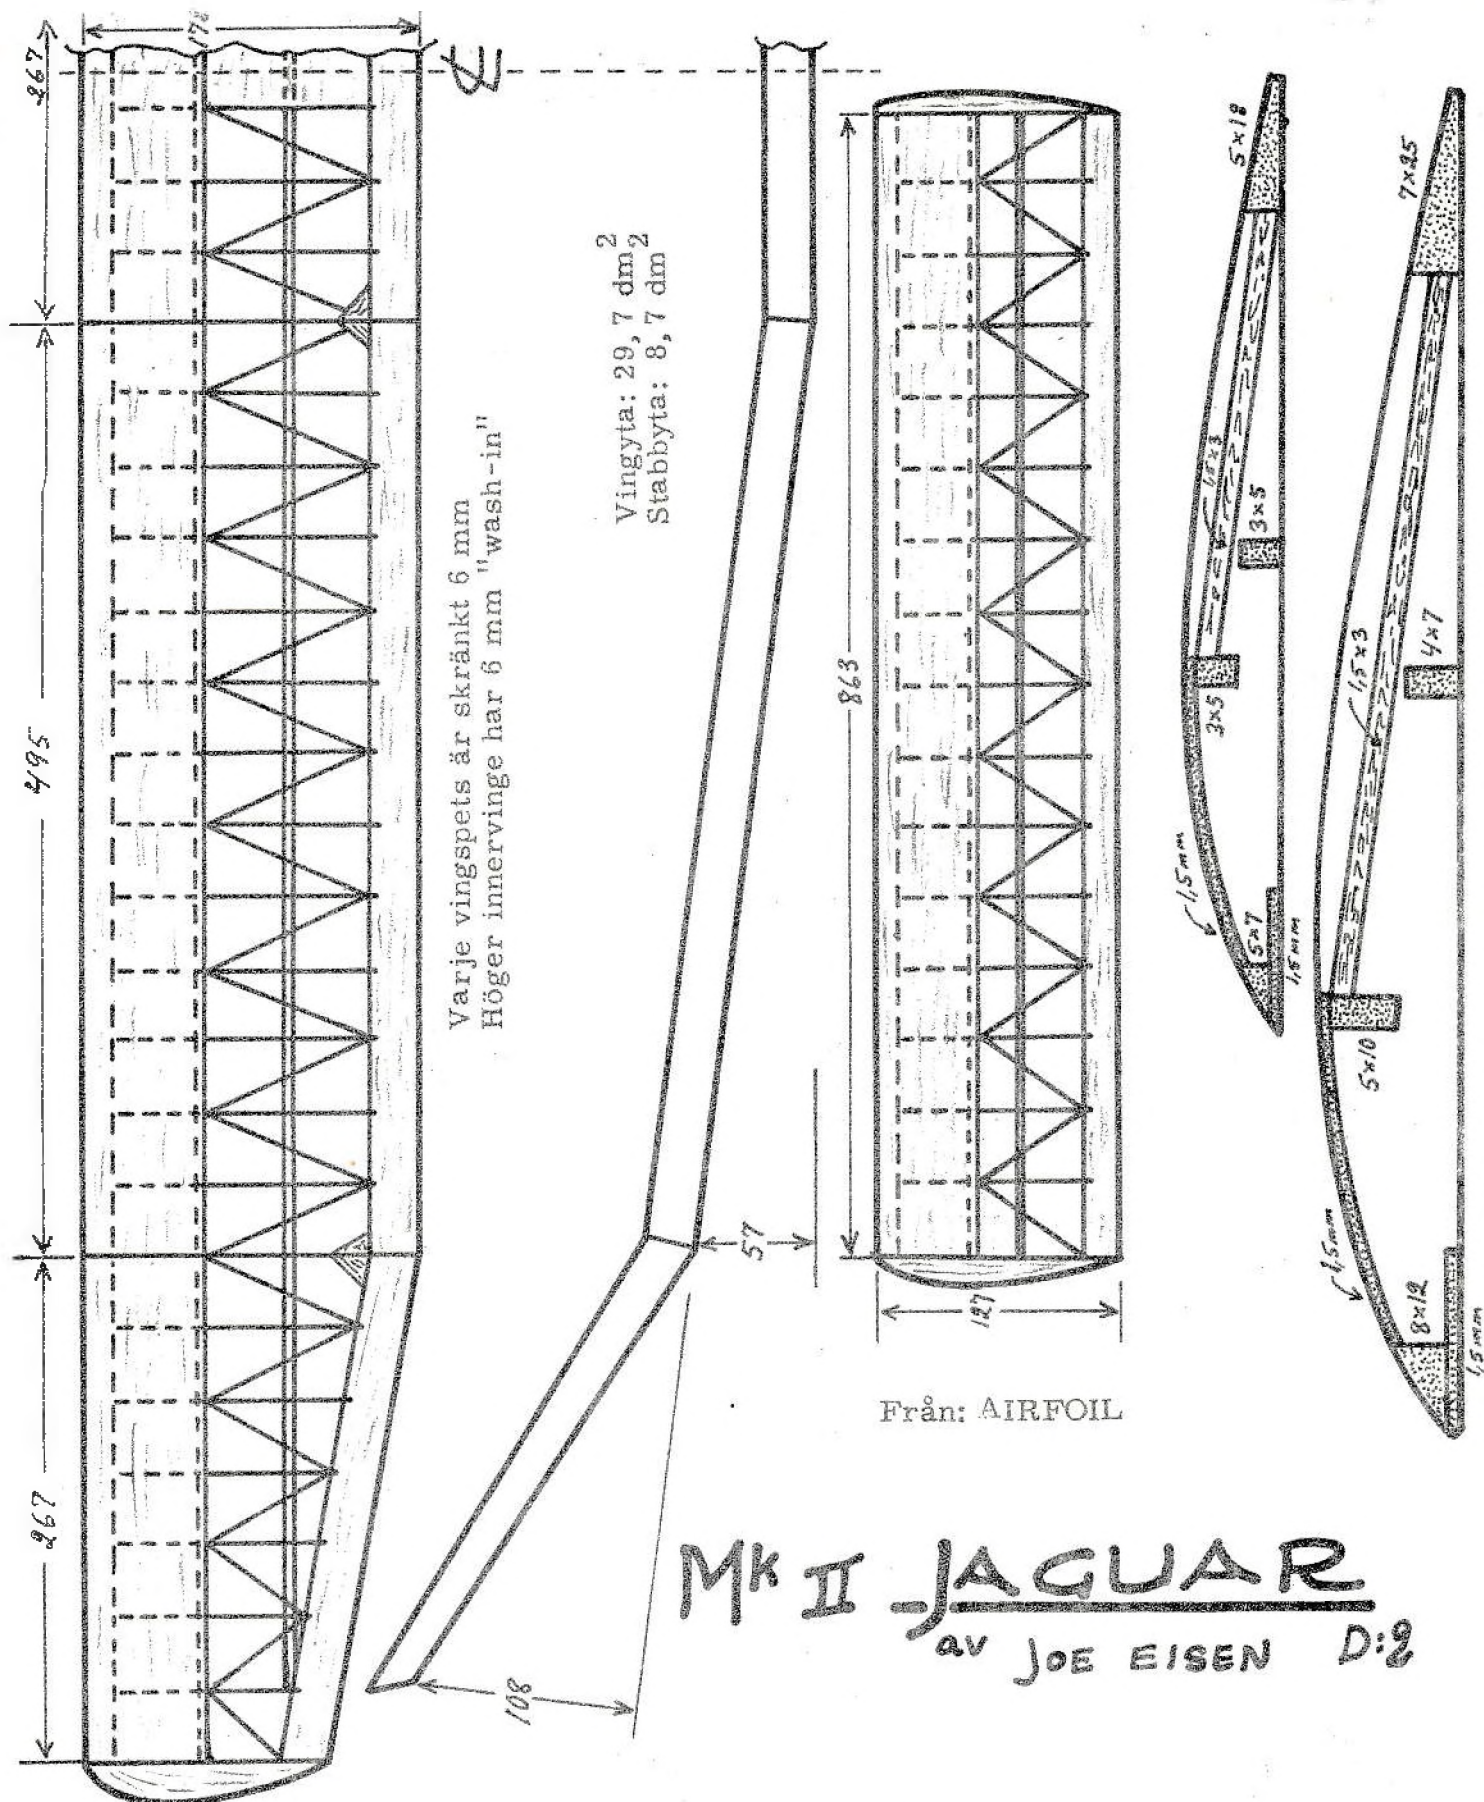 267
178
495
267
Varje vingspets är skränkt 6 mm
Höger innervinge har 6 mm "wash-in"
Vingyta: 29,7 dm²
Stabbyta: 8,7 dm²
57
108
863
127
5x18
1,5x3
3x5
3x5
1,5mm
5x7
1,5mm
7x25
1,5x3
4x7
5x10
1,5mm
8x12
1,5mm
Från: AIRFOIL
Mk II JAGUAR
av JOE EISEN D:2